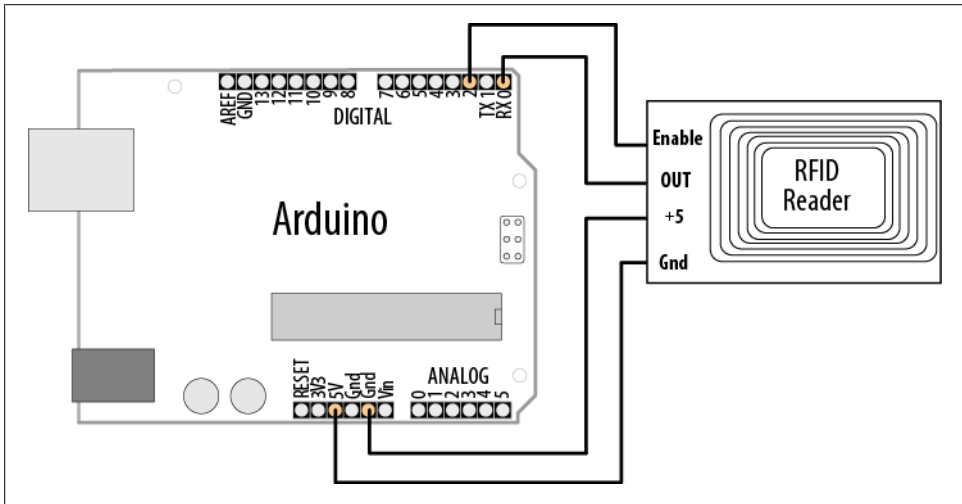 AREF
GND
13
12
11
10
9
8
7
6
5
4
3
2
TX 1
RX 0
DIGITAL
Enable
OUT
+5
Gnd
RFID
Reader
Arduino
RESET
3V3
5V
Gnd
Gnd
Vin
ANALOG
0
1
2
3
4
5